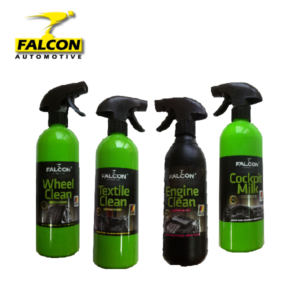 FALCON
AUTOMOTIVE
FALCON
Wheel
Clean
FALCON
Textile
Clean
FALCON
Engine
Clean
FALCON
Cockpit
Milk